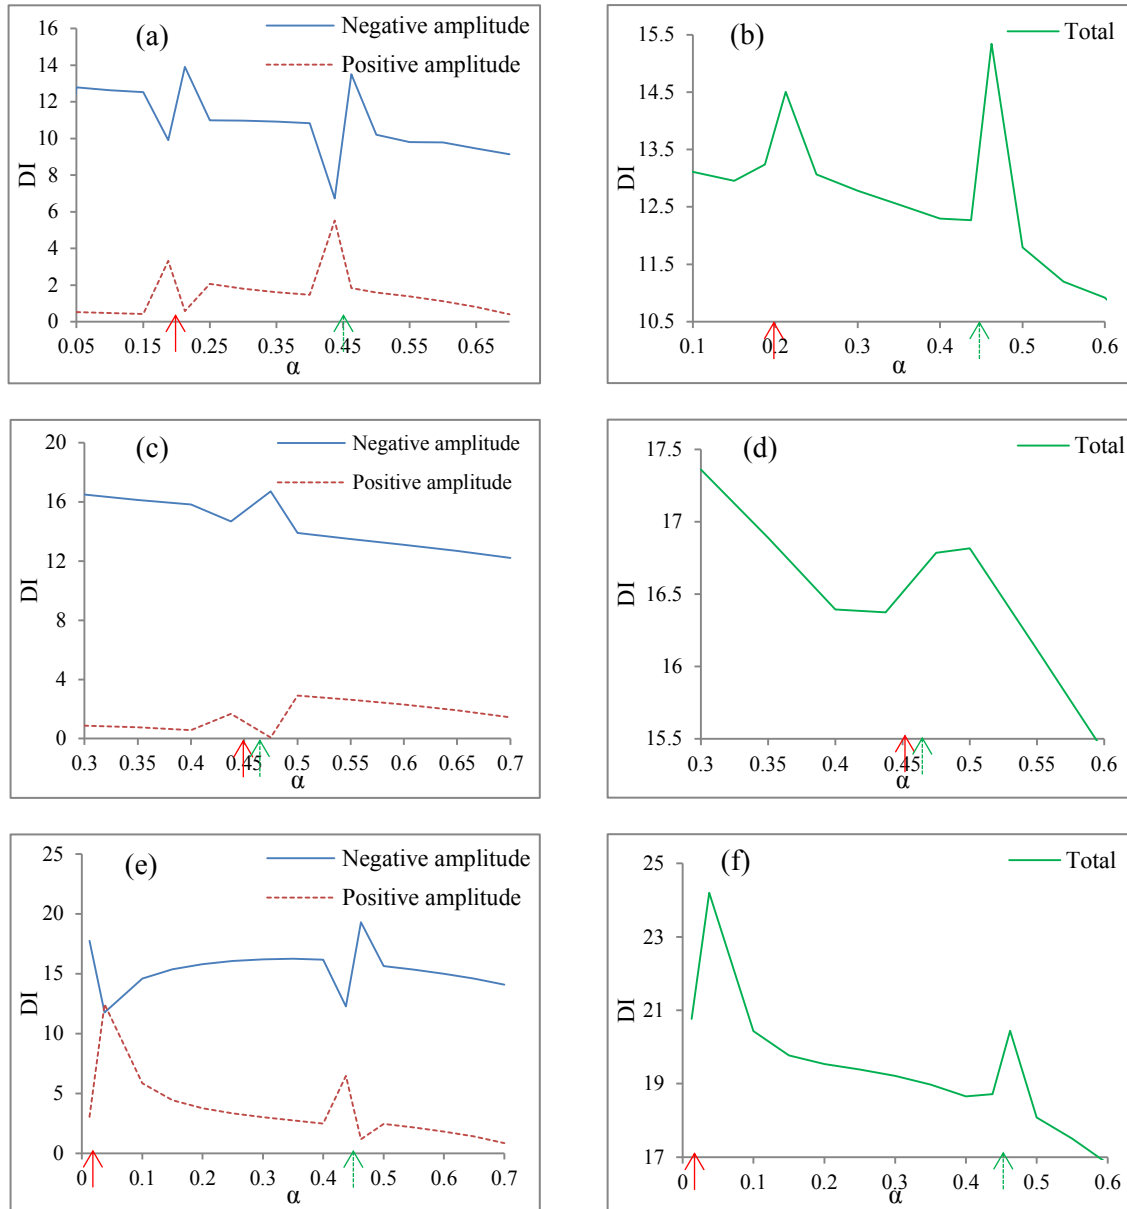 (a)
Negative amplitude
Positive amplitude
16
14
12
10
8
6
4
2
0
DI
0.05 0.15 0.25 0.35 0.45 0.55 0.65
α
(b)
Total
15.5
14.5
13.5
12.5
11.5
10.5
DI
0.1 0.2 0.3 0.4 0.5 0.6
α
(c)
Negative amplitude
Positive amplitude
20
16
12
8
4
0
DI
0.3 0.35 0.4 0.45 0.5 0.55 0.6 0.65 0.7
α
(d)
Total
17.5
17
16.5
16
15.5
DI
0.3 0.35 0.4 0.45 0.5 0.55 0.6
α
(e)
Negative amplitude
Positive amplitude
25
20
15
10
5
0
DI
0 0.1 0.2 0.3 0.4 0.5 0.6 0.7
α
(f)
Total
25
23
21
19
17
DI
0 0.1 0.2 0.3 0.4 0.5 0.6
α